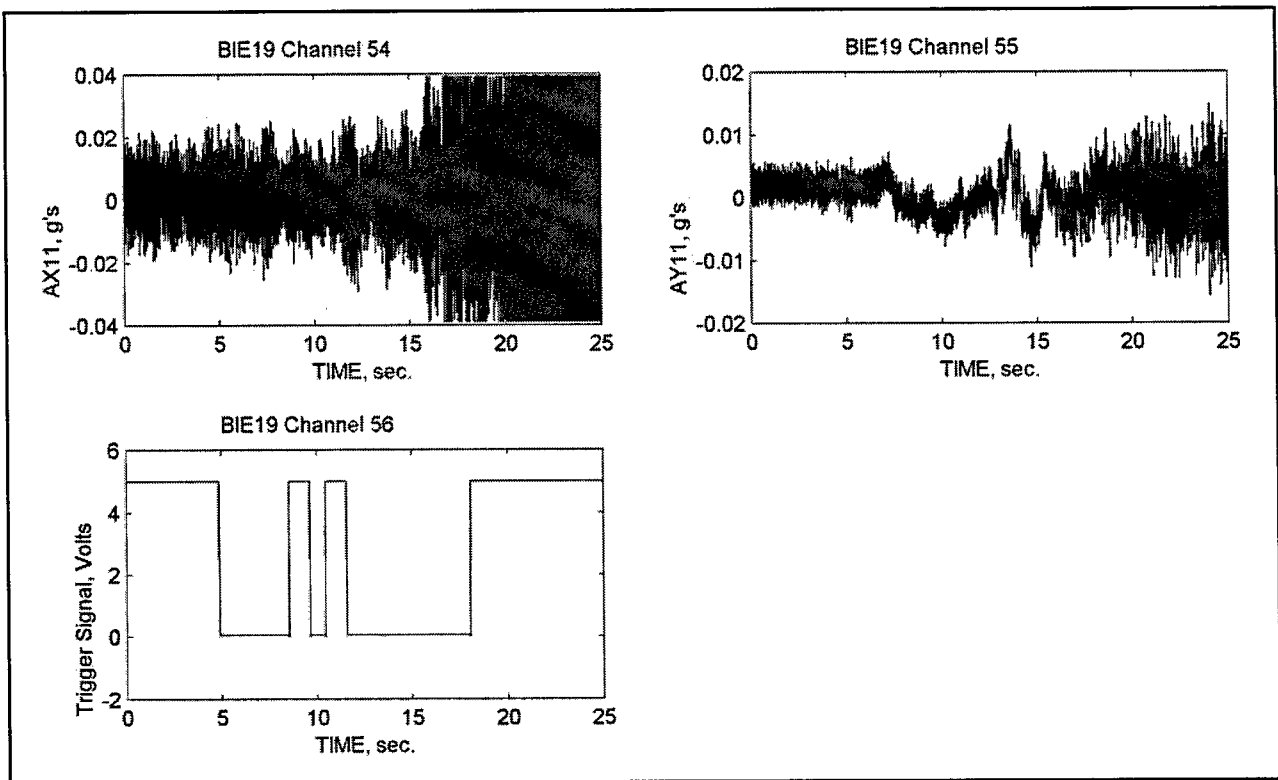 BIE19 Channel 54
0.04
0.02
0
-0.02
-0.04
AX11, g's
0 5 10 15 20 25
TIME, sec.
BIE19 Channel 55
0.02
0.01
0
-0.01
-0.02
AY11, g's
0 5 10 15 20 25
TIME, sec.
BIE19 Channel 56
6
4
2
0
-2
Trigger Signal, Volts
0 5 10 15 20 25
TIME, sec.